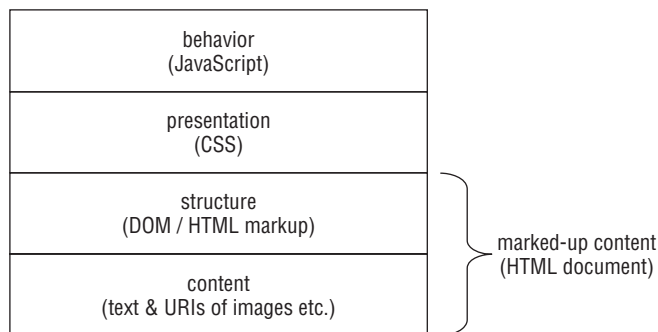 behavior
(JavaScript)
presentation
(CSS)
structure
(DOM / HTML markup)
content
(text & URIs of images etc.)
marked-up content
(HTML document)